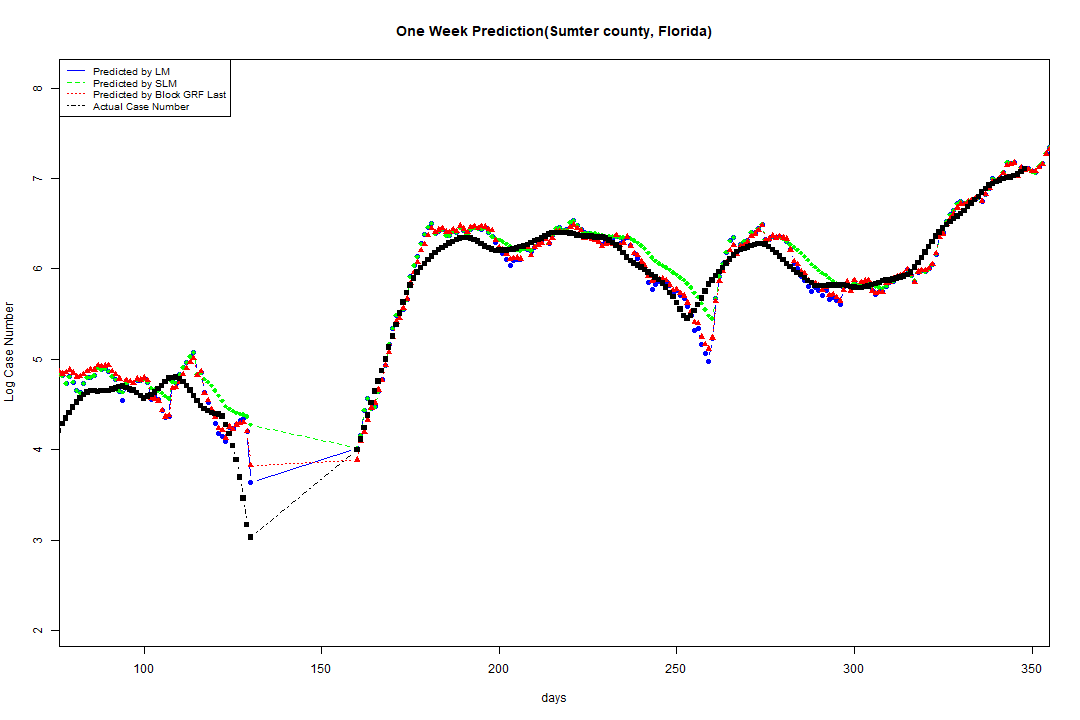 One Week Prediction(Sumter county, Florida)
Predicted by LM
Predicted by SLM
Predicted by Block GRF Last
Actual Case Number
8
7
6
5
4
3
2
Log Case Number
100 150 200 250 300 350
days